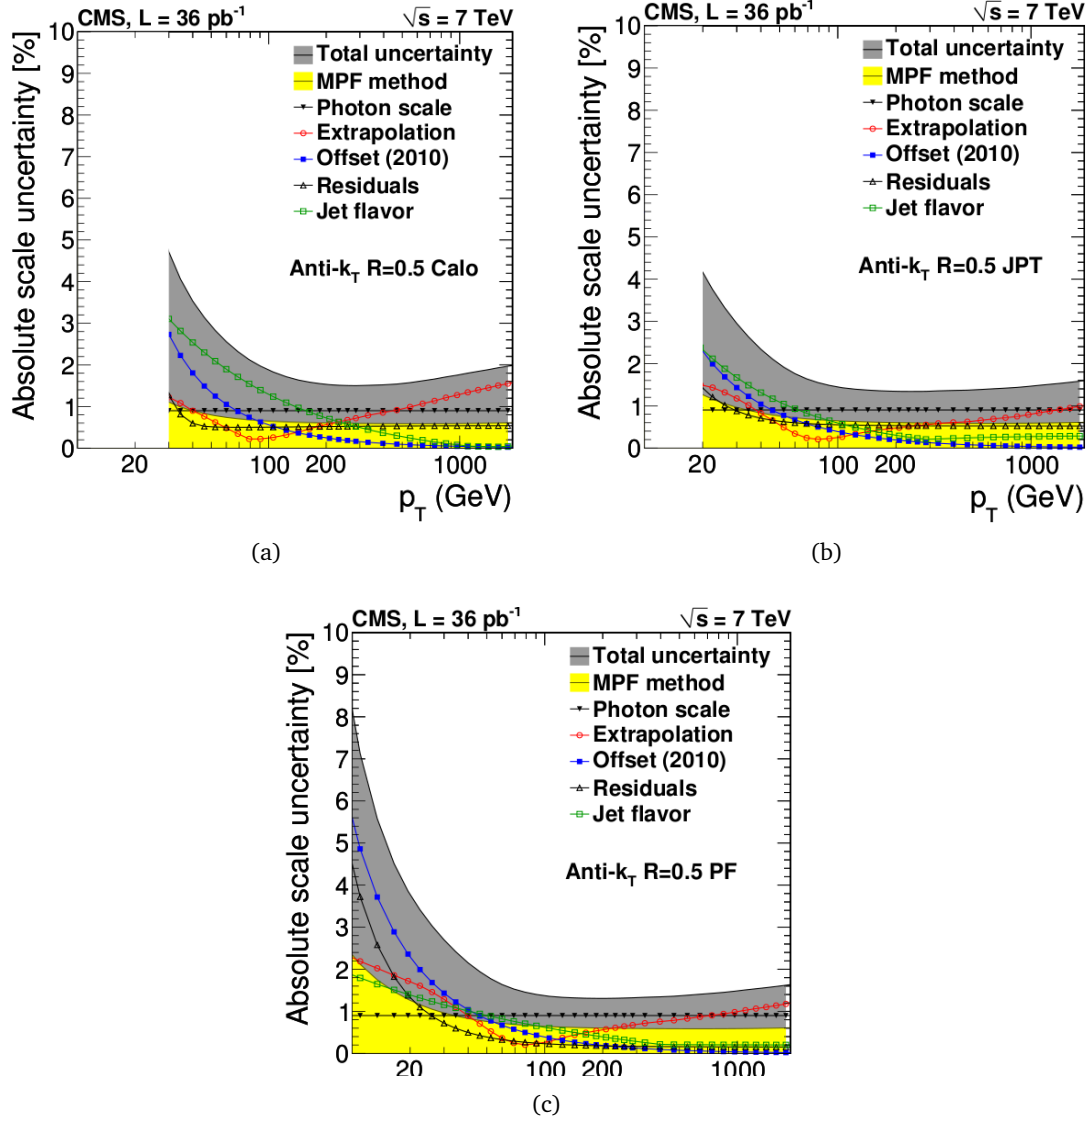 CMS, L = 36 pb-1 √s = 7 TeV
Absolute scale uncertainty [%]
10
9
8
7
6
5
4
3
2
1
0
Total uncertainty
MPF method
Photon scale
Extrapolation
Offset (2010)
Residuals
Jet flavor
Anti-kT R=0.5 Calo
20 100 200 1000
pT (GeV)
(a)
CMS, L = 36 pb-1 √s = 7 TeV
Absolute scale uncertainty [%]
10
9
8
7
6
5
4
3
2
1
0
Total uncertainty
MPF method
Photon scale
Extrapolation
Offset (2010)
Residuals
Jet flavor
Anti-kT R=0.5 JPT
20 100 200 1000
pT (GeV)
(b)
CMS, L = 36 pb-1 √s = 7 TeV
Absolute scale uncertainty [%]
10
9
8
7
6
5
4
3
2
1
0
Total uncertainty
MPF method
Photon scale
Extrapolation
Offset (2010)
Residuals
Jet flavor
Anti-kT R=0.5 PF
20 100 200 1000
(c)